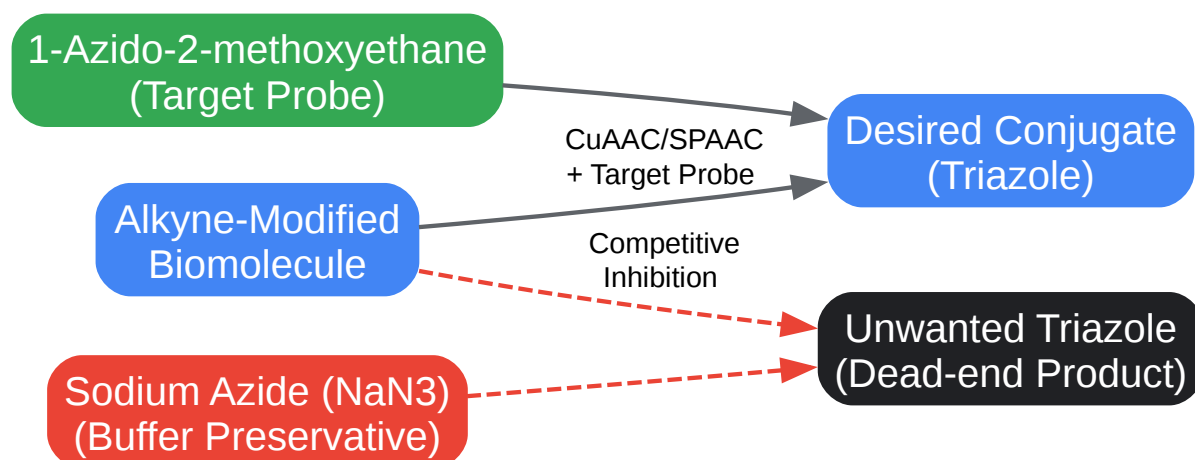 1-Azido-2-methoxyethane
(Target Probe)
CuAAC/SPAAC
+ Target Probe
Desired Conjugate
(Triazole)
Alkyne-Modified
Biomolecule
Competitive
Inhibition
Unwanted Triazole
(Dead-end Product)
Sodium Azide (NaN3)
(Buffer Preservative)